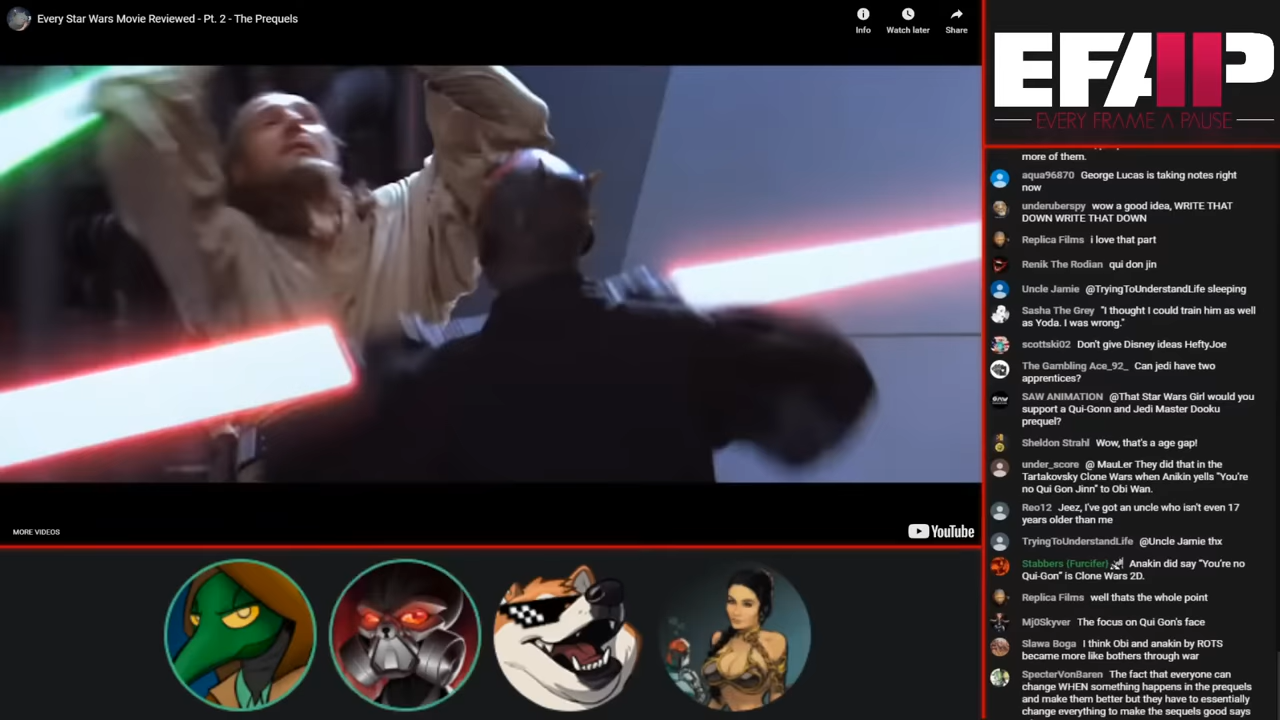 Every Star Wars Movie Reviewed - Pt. 2 - The Prequels
Info
Watch later
Share
MORE VIDEOS
YouTube
EFAP
EVERY FRAME A PAUSE
more of them.
aqua96870 George Lucas is taking notes right
now
underuberspy wow a good idea, WRITE THAT
DOWN WRITE THAT DOWN
Replica Films i love that part
Renik The Rodian qui don jin
Uncle Jamie @TryingToUnderstandLife sleeping
Sasha The Grey "I thought I could train him as well
as Yoda. I was wrong."
scottski02 Don't give Disney ideas HeftyJoe
The Gambling Ace_92_ Can jedi have two
apprentices?
SAW ANIMATION @That Star Wars Girl would you
support a Qui-Gonn and Jedi Master Dooku
prequel?
Sheldon Strahl Wow, that's a age gap!
under_score @ MauLer They did that in the
Tartakovsky Clone Wars when Anikin yells "You're
no Qui Gon Jinn" to Obi Wan.
Reo12 Jeez, I've got an uncle who isn't even 17
years older than me
TryingToUnderstandLife @Uncle Jamie thx
Stabbers {Furcifer} Anakin did say "You're no
Qui-Gon" is Clone Wars 2D.
Replica Films well thats the whole point
Mj0Skyver The focus on Qui Gon's face
Slawa Boga I think Obi and anakin by ROTS
became more like bothers through war
SpecterVonBaren The fact that everyone can
change WHEN something happens in the prequels
and make them better but they have to essentially
change everything to make the sequels good says